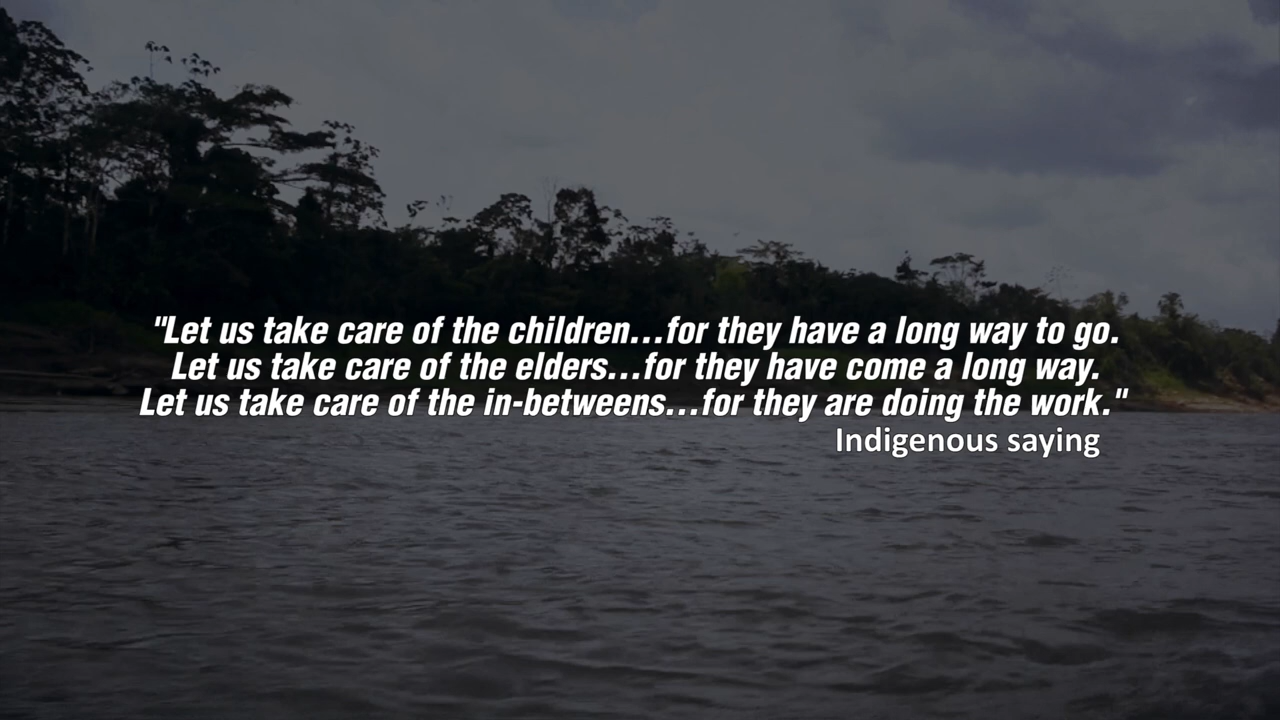 "Let us take care of the children...for they have a long way to go.
Let us take care of the elders...for they have come a long way.
Let us take care of the in-betweens...for they are doing the work."
Indigenous saying